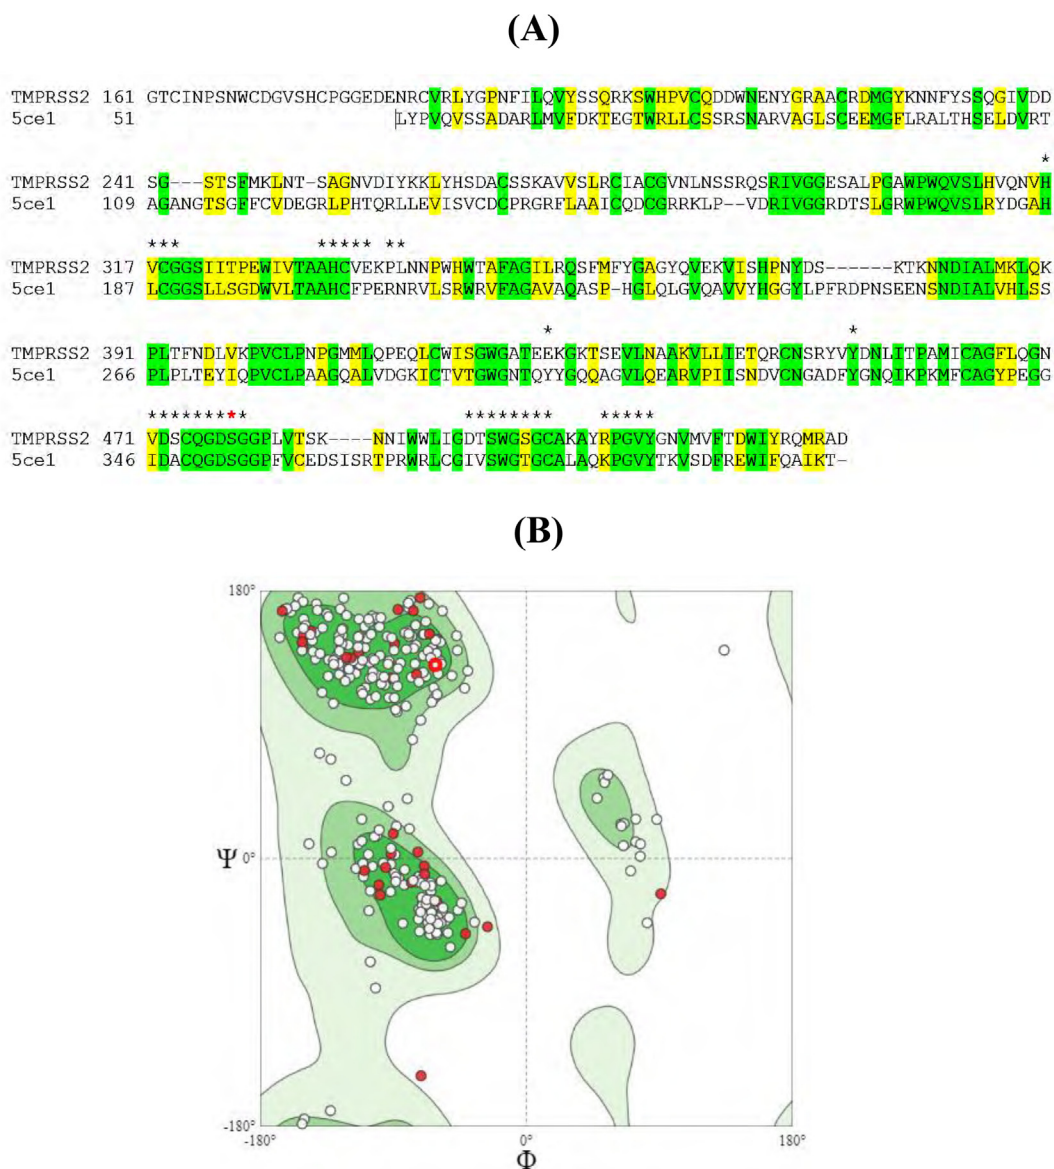 (A)
TMPRSS2 161 GTCINPSNWCDGVSHCPGGEDENRCVRLYGPNFILQVYSSQRKSWHPVCQDDWNENYGRAACRDMGYKNNFYSSQGIVDD
5ce1 51 LYPVQVSSADARLMVFDKTEGTWRLLCSSRSNARVAGLSCEEMGFLRALTHSELDVRT
*
TMPRSS2 241 SG---STSFMKLNT-SAGNVDIYKKLYHSDACSSKAVVSLRCIACGVNLNSSRQSRIVGGESALPGAWPWQVSLHVQNVH
5ce1 109 AGANGTSGFFCVDEGRLPHTQRLLEVISVCDCPRGRFLAAICQDCGRRKLP--VDRIVGGRDTSLGRWPWQVSLRYDGAH
*** ***** **
TMPRSS2 317 VCGGSIITPEWIVTAAHCVEKPLNNPWHWTAFAGILRQSFMFYGAGYQVEKVISHPNYDS------KTKNNDIALMKLQK
5ce1 187 LCGGSLLSGDWVLTAAHCFPERNRVLSRWRVFAGAVAQASP-HGLQLGVQAVVYHGGYLPFRDPNSEENSNDIALVHLSS
* *
TMPRSS2 391 PLTFNDLVKPVCLPNPGMMLQPEQLCWISGWGATEEKGKTSEVLNAAKVLLIETQRCNSRYVYDNLITPAMICAGFLQGN
5ce1 266 PLPLTEYIQPVCLPAAGQALVDGKICTVTGWGNTQYYGQQAGVLQEARVPIISNDVCNGADFYGNQIKPKMFCAGYPEGG
********* ******* *****
TMPRSS2 471 VDSCQGDSGGPLVTSK----NNIWWLIGDTSWGSGCAKAYRPGVYGNVMVFTDWIYRQMRAD
5ce1 346 IDACQGDSGGPFVCEDSISRTPRWRLCGIVSWGTGCALAQKPGVYTKVSDFREWIFQAIKT-
(B)
180°
Ψ 0°
-180°
-180° 0° 180°
Φ